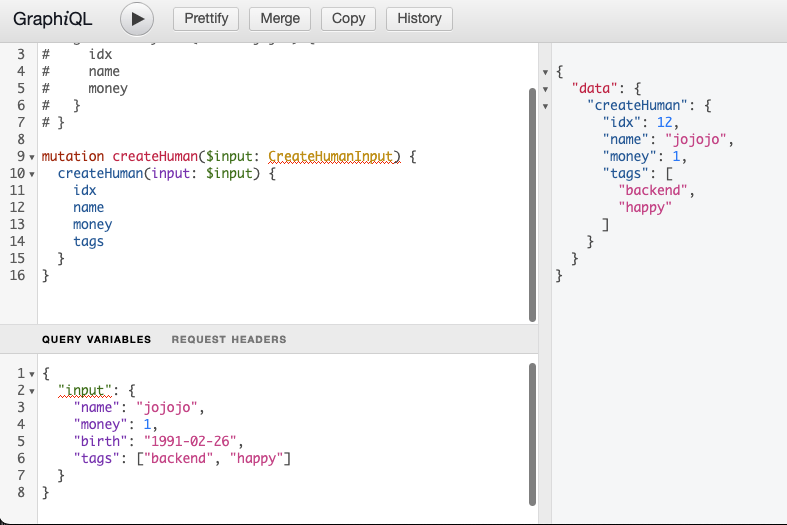 GraphiQL
Prettify
Merge
Copy
History
3 # idx
4 # name
5 # money
6 # }
7 # }
8
9 mutation createHuman($input: CreateHumanInput) {
10 createHuman(input: $input) {
11 idx
12 name
13 money
14 tags
15 }
16 }
QUERY VARIABLES
REQUEST HEADERS
1 {
2 "input": {
3 "name": "jojojo",
4 "money": 1,
5 "birth": "1991-02-26",
6 "tags": ["backend", "happy"]
7 }
8 }
{
"data": {
"createHuman": {
"idx": 12,
"name": "jojojo",
"money": 1,
"tags": [
"backend",
"happy"
]
}
}
}